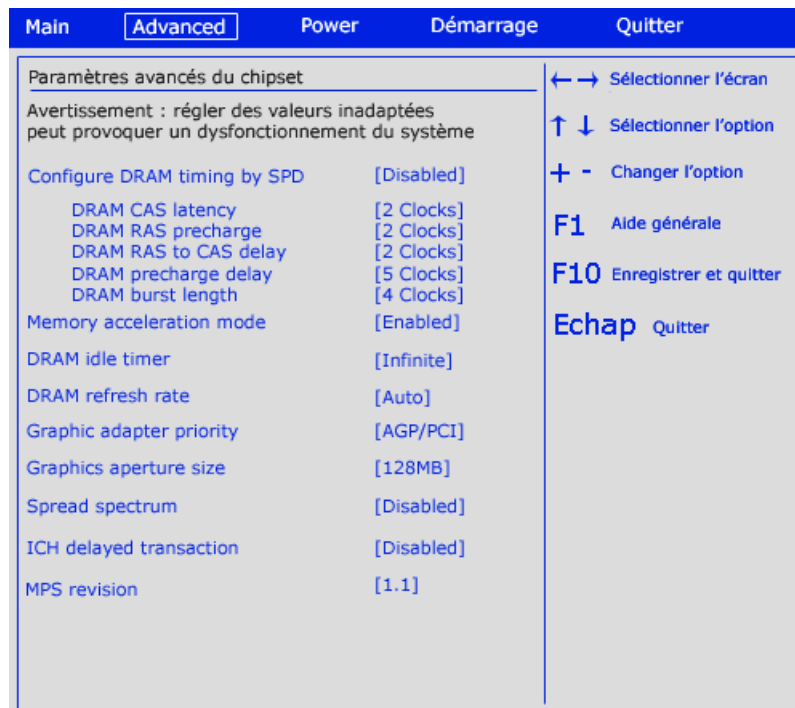 Main Advanced Power Démarrage Quitter
Paramètres avancés du chipset
Avertissement : régler des valeurs inadaptées
peut provoquer un dysfonctionnement du système
Configure DRAM timing by SPD [Disabled]
DRAM CAS latency [2 Clocks]
DRAM RAS precharge [2 Clocks]
DRAM RAS to CAS delay [2 Clocks]
DRAM precharge delay [5 Clocks]
DRAM burst length [4 Clocks]
Memory acceleration mode [Enabled]
DRAM idle timer [Infinite]
DRAM refresh rate [Auto]
Graphic adapter priority [AGP/PCI]
Graphics aperture size [128MB]
Spread spectrum [Disabled]
ICH delayed transaction [Disabled]
MPS revision [1.1]
←→ Sélectionner l'écran
↑ ↓ Sélectionner l'option
+ - Changer l'option
F1 Aide générale
F10 Enregistrer et quitter
Echap Quitter